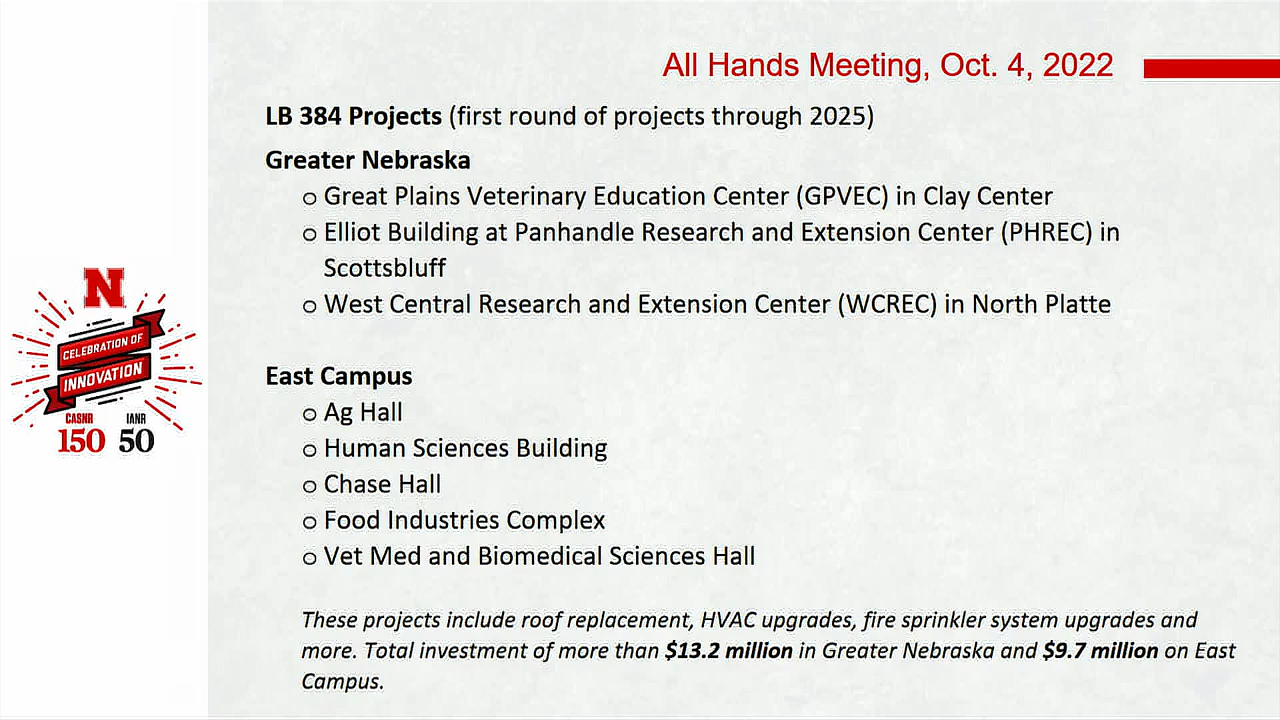 All Hands Meeting, Oct. 4, 2022
LB 384 Projects (first round of projects through 2025)
Greater Nebraska
o Great Plains Veterinary Education Center (GPVEC) in Clay Center
o Elliot Building at Panhandle Research and Extension Center (PHREC) in
Scottsbluff
o West Central Research and Extension Center (WCREC) in North Platte
East Campus
o Ag Hall
o Human Sciences Building
o Chase Hall
o Food Industries Complex
o Vet Med and Biomedical Sciences Hall
These projects include roof replacement, HVAC upgrades, fire sprinkler system upgrades and
more. Total investment of more than $13.2 million in Greater Nebraska and $9.7 million on East
Campus.
N
CELEBRATION OF
INNOVATION
CASNR IANR
150 50